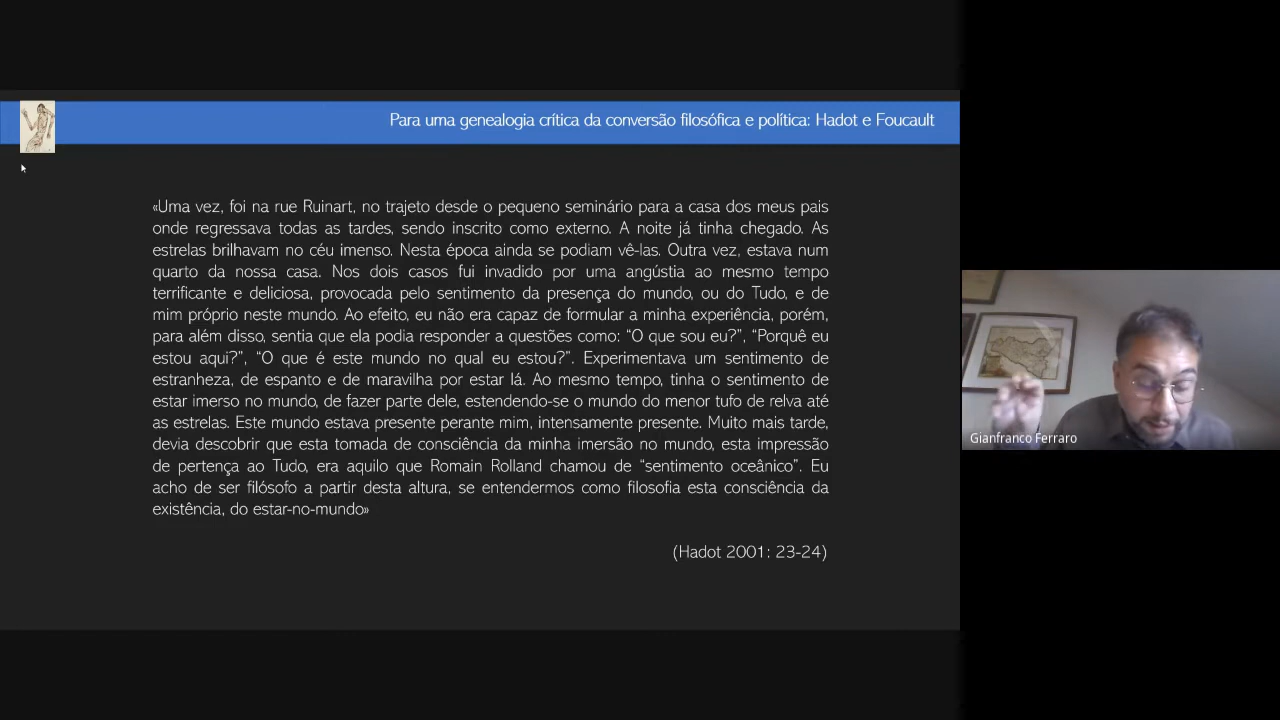 Para uma genealogia crítica da conversão filosófica e política: Hadot e Foucault
«Uma vez, foi na rue Ruinart, no trajeto desde o pequeno seminário para a casa dos meus pais
onde regressava todas as tardes, sendo inscrito como externo. A noite já tinha chegado. As
estrelas brilhavam no céu imenso. Nesta época ainda se podiam vê-las. Outra vez, estava num
quarto da nossa casa. Nos dois casos fui invadido por uma angústia ao mesmo tempo
terrificante e deliciosa, provocada pelo sentimento da presença do mundo, ou do Tudo, e de
mim próprio neste mundo. Ao efeito, eu não era capaz de formular a minha experiência, porém,
para além disso, sentia que ela podia responder a questões como: “O que sou eu?”, “Porquê eu
estou aqui?”, “O que é este mundo no qual eu estou?”. Experimentava um sentimento de
estranheza, de espanto e de maravilha por estar lá. Ao mesmo tempo, tinha o sentimento de
estar imerso no mundo, de fazer parte dele, estendendo-se o mundo do menor tufo de relva até
as estrelas. Este mundo estava presente perante mim, intensamente presente. Muito mais tarde,
devia descobrir que esta tomada de consciência da minha imersão no mundo, esta impressão
de pertença ao Tudo, era aquilo que Romain Rolland chamou de “sentimento oceânico”. Eu
acho de ser filósofo a partir desta altura, se entendermos como filosofia esta consciência da
existência, do estar-no-mundo»
(Hadot 2001: 23-24)
Gianfranco Ferraro